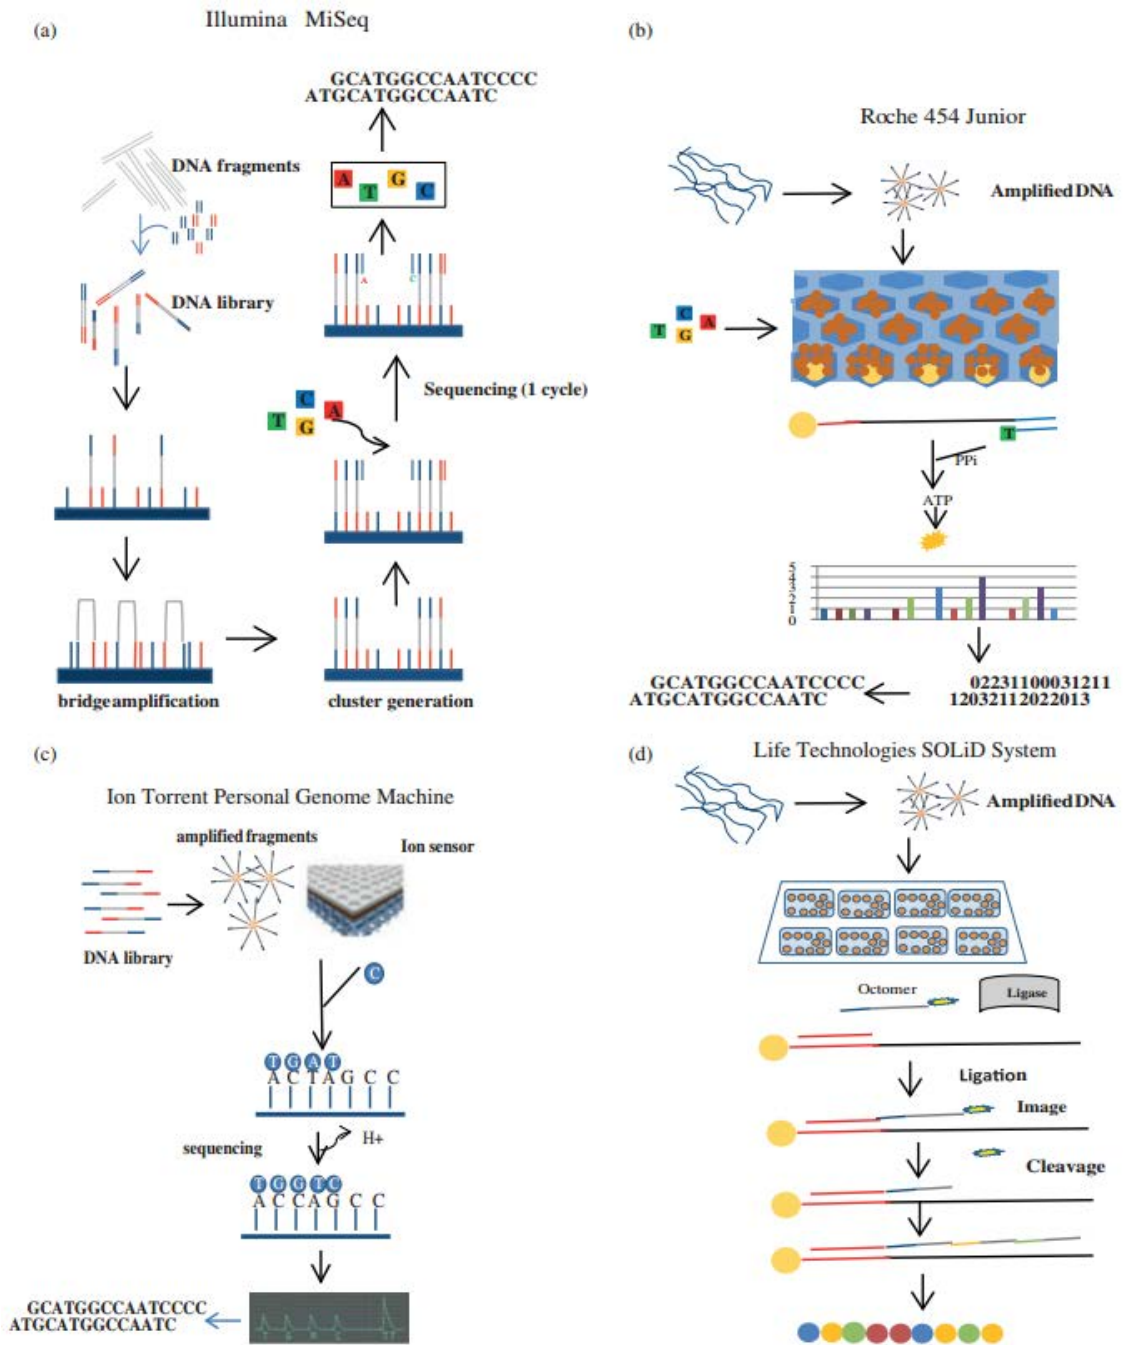 (a)
Illumina MiSeq
GCATGGCCAATCCCC
ATGCATGGCCAATC
DNA fragments
A
T
G
C
DNA library
A
C
Sequencing (1 cycle)
C
T
A
G
bridge amplification
cluster generation
(b)
Roche 454 Junior
Amplified DNA
C
T
A
G
T
PPi
ATP
5
4
3
2
1
0
GCATGGCCAATCCCC
ATGCATGGCCAATC
02231100031211
12032112022013
(c)
Ion Torrent Personal Genome Machine
amplified fragments
Ion sensor
DNA library
C
T G A T
A C T A G C C
sequencing
H+
T G G T C
A C C A G C C
GCATGGCCAATCCCC
ATGCATGGCCAATC
(d)
Life Technologies SOLiD System
Amplified DNA
Octomer
Ligase
Ligation
Image
Cleavage